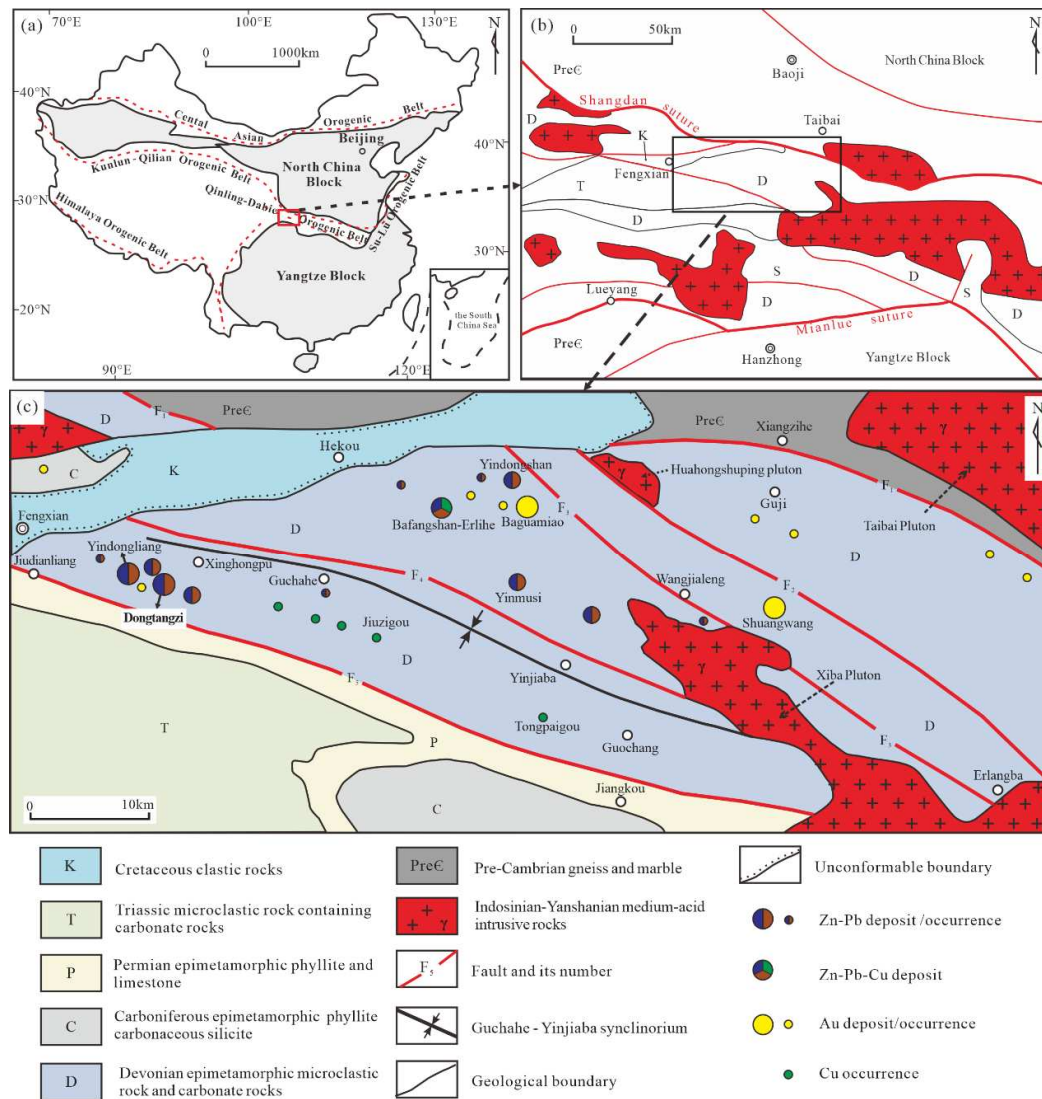 (a)
70°E
100°E
130°E
N
0
1000km
40°N
Cental
Asian
Orogenic
Belt
Beijing
Kunlun-Qilian
Orogenic Belt
North China
Block
Qinling-Dabie
Orogenic Belt
Su-Lu Orogenic Belt
30°N
Himalaya Orogenic Belt
Yangtze Block
20°N
the South
China Sea
90°E
120°E
40°N
30°N
(b)
0
50km
N
PreЄ
Baoji
North China Block
Shangdan suture
D
K
Taibai
Fengxian
T
D
D
S
D
D
S
D
Lueyang
PreЄ
Mianlue suture
Hanzhong
Yangtze Block
(c)
D
F₁
PreЄ
PreЄ
Xiangzihe
N
γ
γ
C
K
Hekou
Yindongshan
γ
Huahongshuping pluton
Guji
Taibai Pluton
F₁
Fengxian
D
Bafangshan-Erlihe
Baguamiao
F₃
D
Jiudianliang
Yindongliang
Xinghongpu
Guchahe
F₄
Yinmusi
Wangjialeng
F₂
Shuangwang
Dongtangzi
Jiuzigou
D
γ
Xiba Pluton
F₅
Yinjiaba
D
T
P
Tongpaigou
Guochang
F₃
Erlangba
0
10km
C
Jiangkou
K
Cretaceous clastic rocks
T
Triassic microclastic rock containing
carbonate rocks
P
Permian epimetamorphic phyllite and
limestone
C
Carboniferous epimetamorphic phyllite
carbonaceous silicite
D
Devonian epimetamorphic microclastic
rock and carbonate rocks
PreЄ
Pre-Cambrian gneiss and marble
γ
Indosinian-Yanshanian medium-acid
intrusive rocks
F₅
Fault and its number
Guchahe - Yinjiaba synclinorium
Geological boundary
Unconformable boundary
Zn-Pb deposit /occurrence
Zn-Pb-Cu deposit
Au deposit/occurrence
Cu occurrence